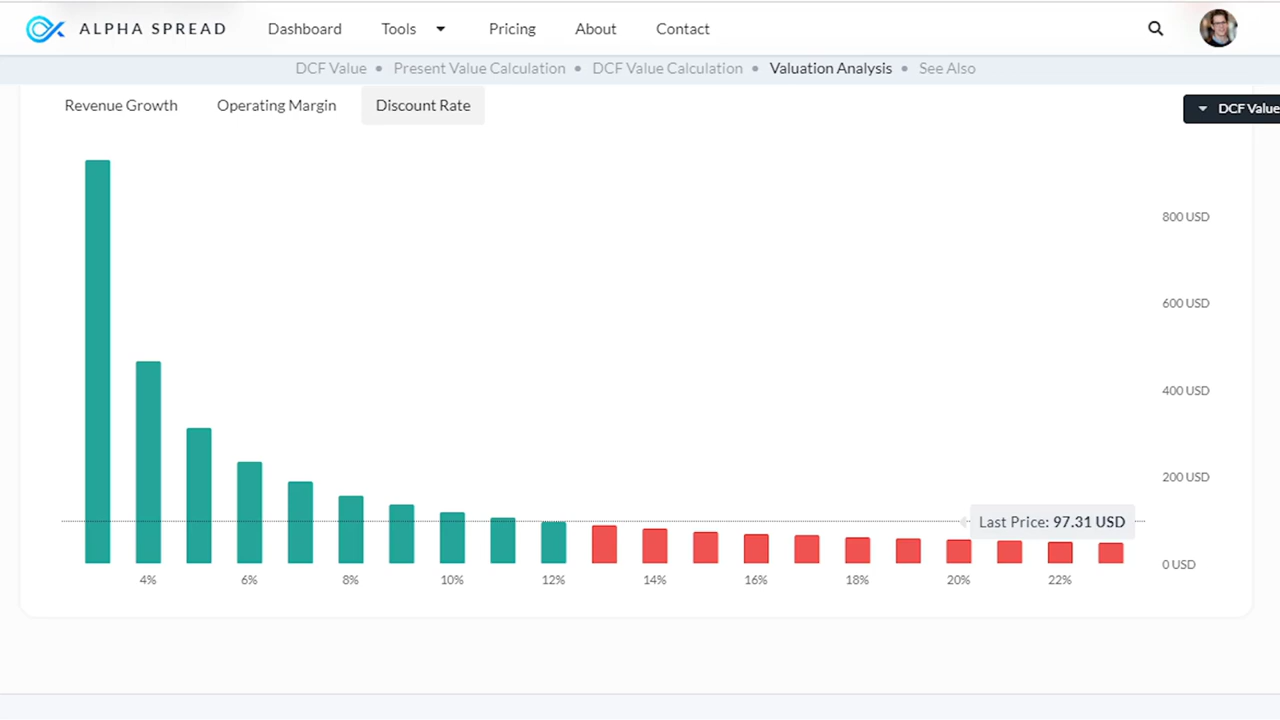 ALPHA SPREAD Dashboard Tools Pricing About Contact
DCF Value • Present Value Calculation • DCF Value Calculation • Valuation Analysis • See Also
Revenue Growth Operating Margin Discount Rate
DCF Value
800 USD
600 USD
400 USD
200 USD
Last Price: 97.31 USD
0 USD
4% 6% 8% 10% 12% 14% 16% 18% 20% 22%